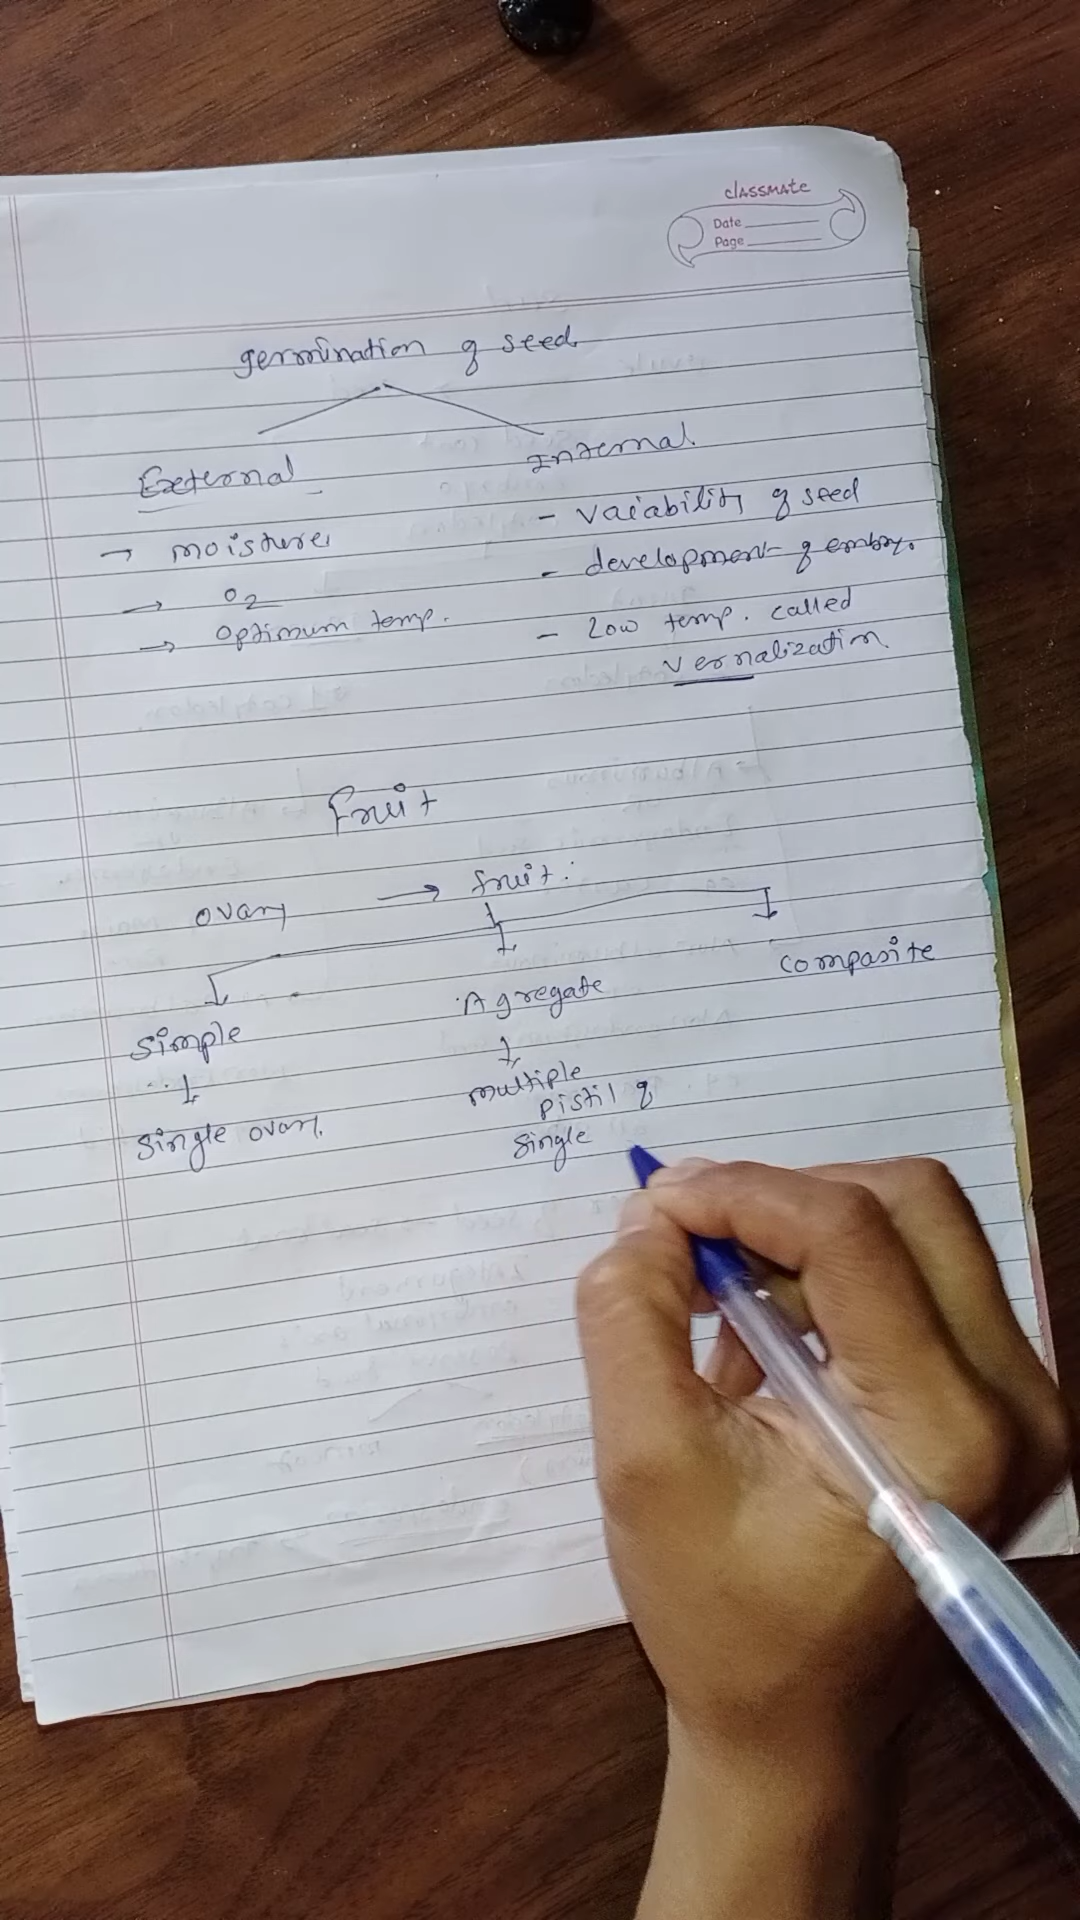 classmate
Date
Page
germination of seed
External
Internal
→ moisture
→ O2
→ Optimum temp.
- Vaiability of seed
- development of embryo
- Low temp. called
Vernalization
fruit
ovary → fruit.
Simple
Agregate
Compasite
Single ovary.
multiple
Pistil of
Single